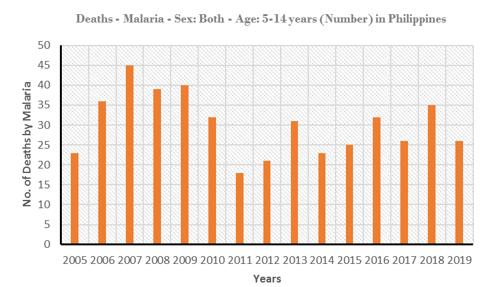 Deaths - Malaria - Sex: Both - Age: 5-14 years (Number) in Philippines
No. of Deaths by Malaria
50
45
40
35
30
25
20
15
10
5
0
2005 2006 2007 2008 2009 2010 2011 2012 2013 2014 2015 2016 2017 2018 2019
Years